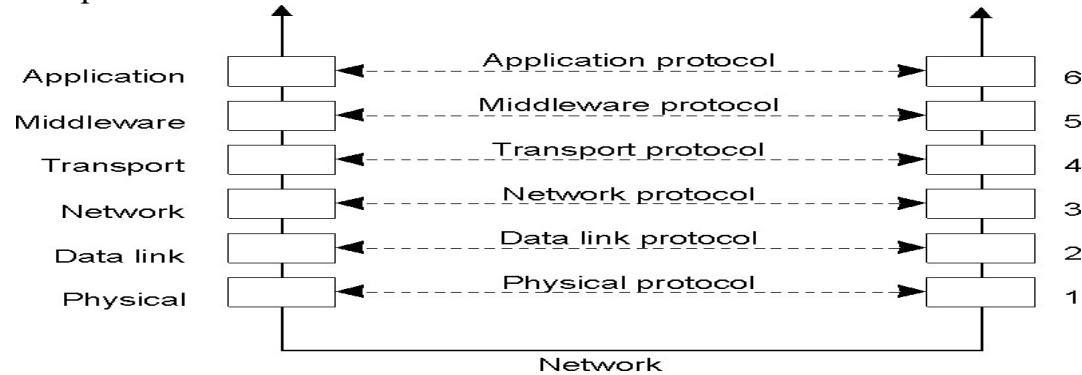 Application Application protocol 6
Middleware Middleware protocol 5
Transport Transport protocol 4
Network Network protocol 3
Data link Data link protocol 2
Physical Physical protocol 1
Network